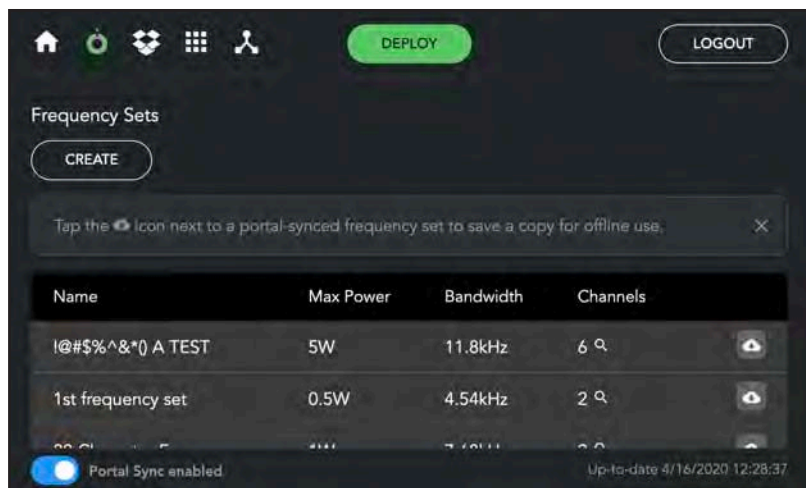 DEPLOY LOGOUT
Frequency Sets
CREATE
Tap the Icon next to a portal-synced frequency set to save a copy for offline use.
Name Max Power Bandwidth Channels
!@#$%^&*() A TEST 5W 11.8kHz 6
1st frequency set 0.5W 4.54kHz 2
Portal Sync enabled Up-to-date 4/16/2020 12:28:37